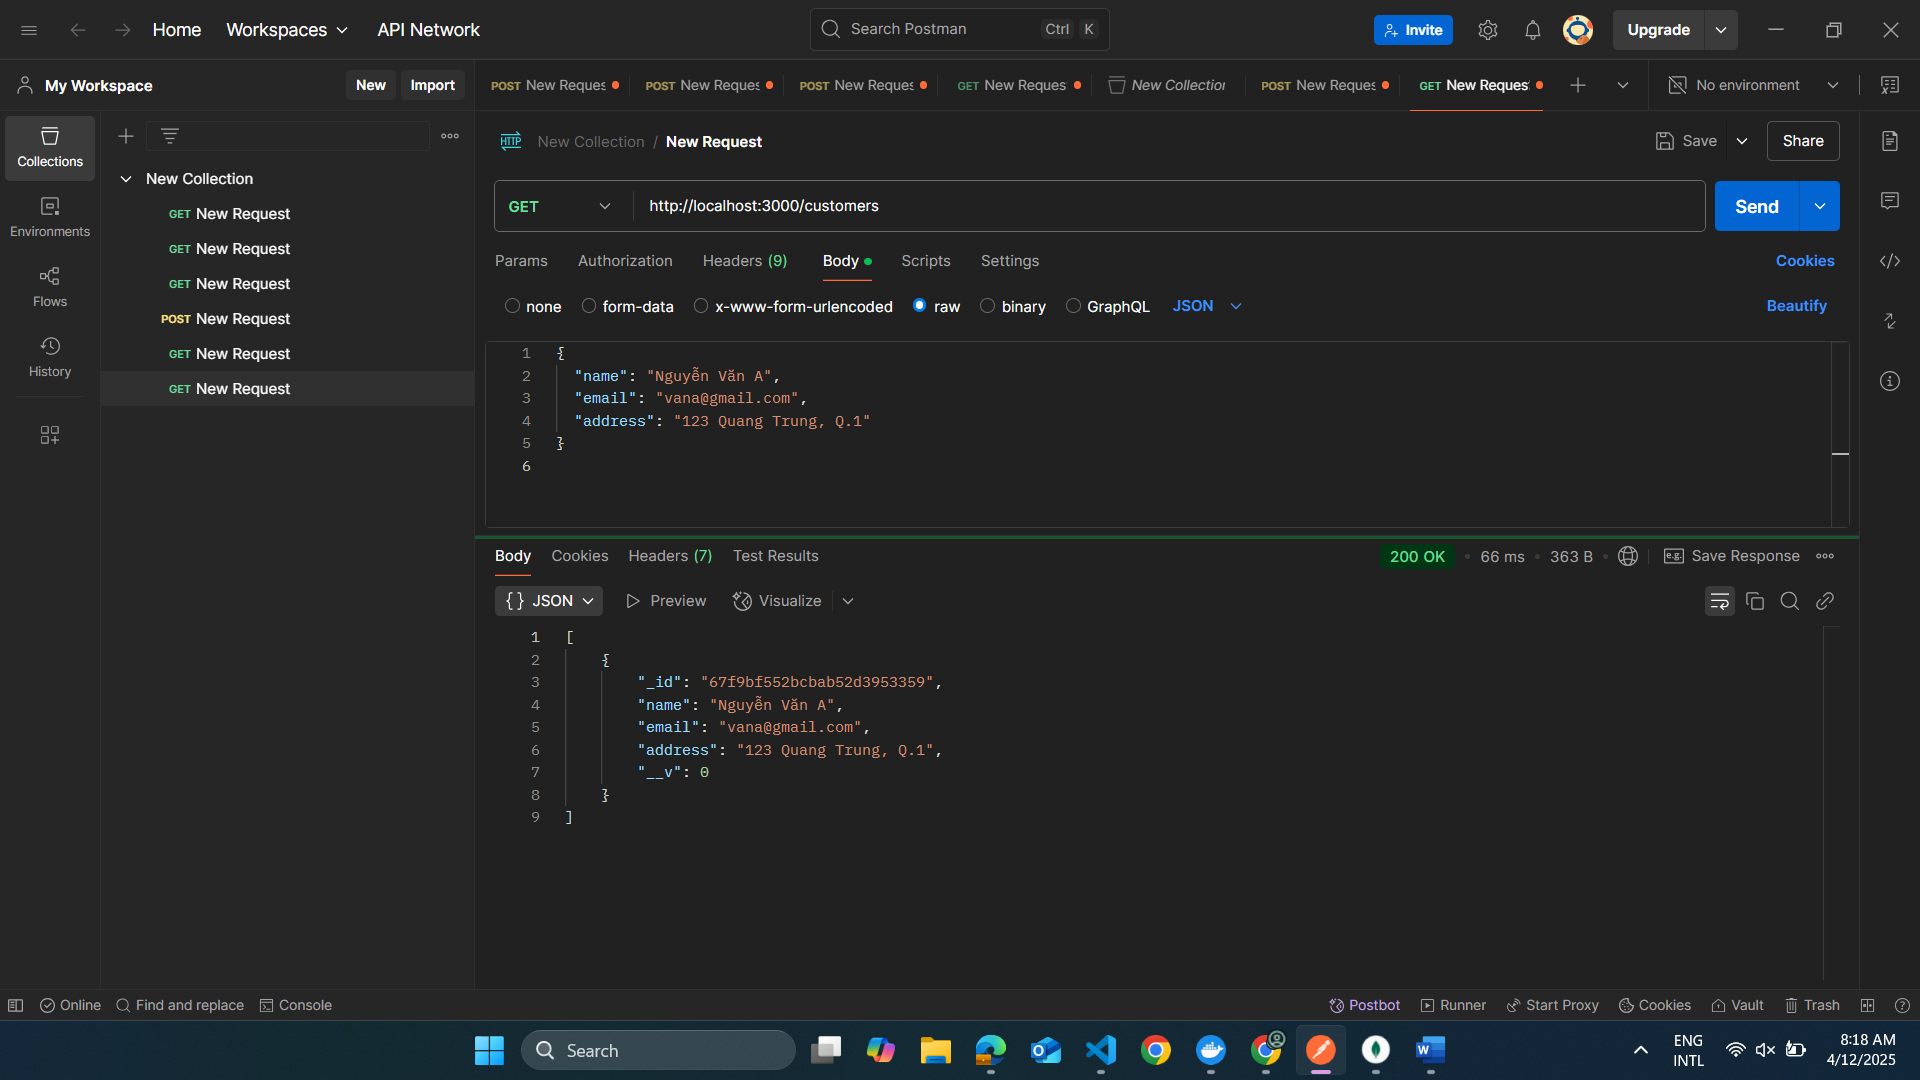 Home Workspaces API Network Search Postman Ctrl K Invite Upgrade
My Workspace New Import
POST New Reques POST New Reques POST New Reques GET New Reques New Collection POST New Reques GET New Reques No environment
Collections
Environments
Flows
History
New Collection
GET New Request
GET New Request
GET New Request
POST New Request
GET New Request
GET New Request
HTTP New Collection / New Request Save Share
GET http://localhost:3000/customers Send
Params Authorization Headers (9) Body Scripts Settings Cookies
none form-data x-www-form-urlencoded raw binary GraphQL JSON Beautify
1 {
2 "name": "Nguyễn Văn A",
3 "email": "vana@gmail.com",
4 "address": "123 Quang Trung, Q.1"
5 }
6
Body Cookies Headers (7) Test Results 200 OK 66 ms 363 B e.g. Save Response
{} JSON Preview Visualize
1 [
2 {
3 "_id": "67f9bf552bcbab52d3953359",
4 "name": "Nguyễn Văn A",
5 "email": "vana@gmail.com",
6 "address": "123 Quang Trung, Q.1",
7 "__v": 0
8 }
9 ]
Online Find and replace Console Postbot Runner Start Proxy Cookies Vault Trash
Search ENG 8:18 AM
INTL 4/12/2025